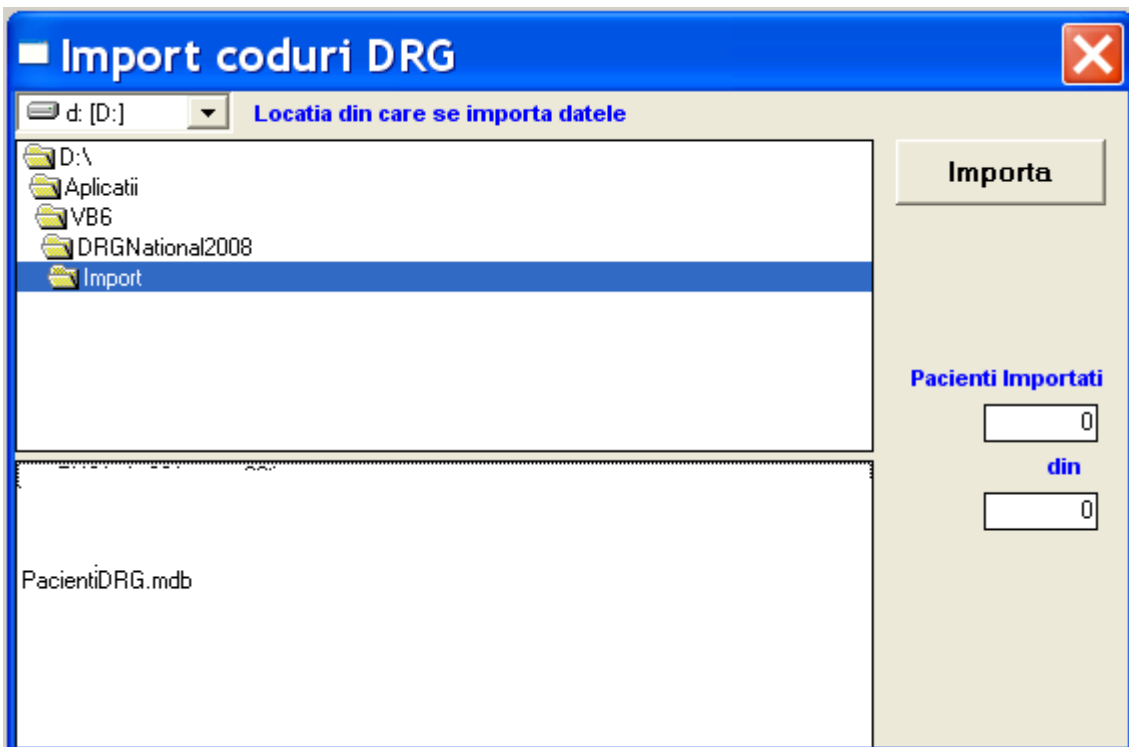 Import coduri DRG
d: [D:] Locatia din care se importa datele
D:\
Aplicatii
VB6
DRGNational2008
Import
Importa
Pacienti Importati
0
din
0
PacientiDRG.mdb